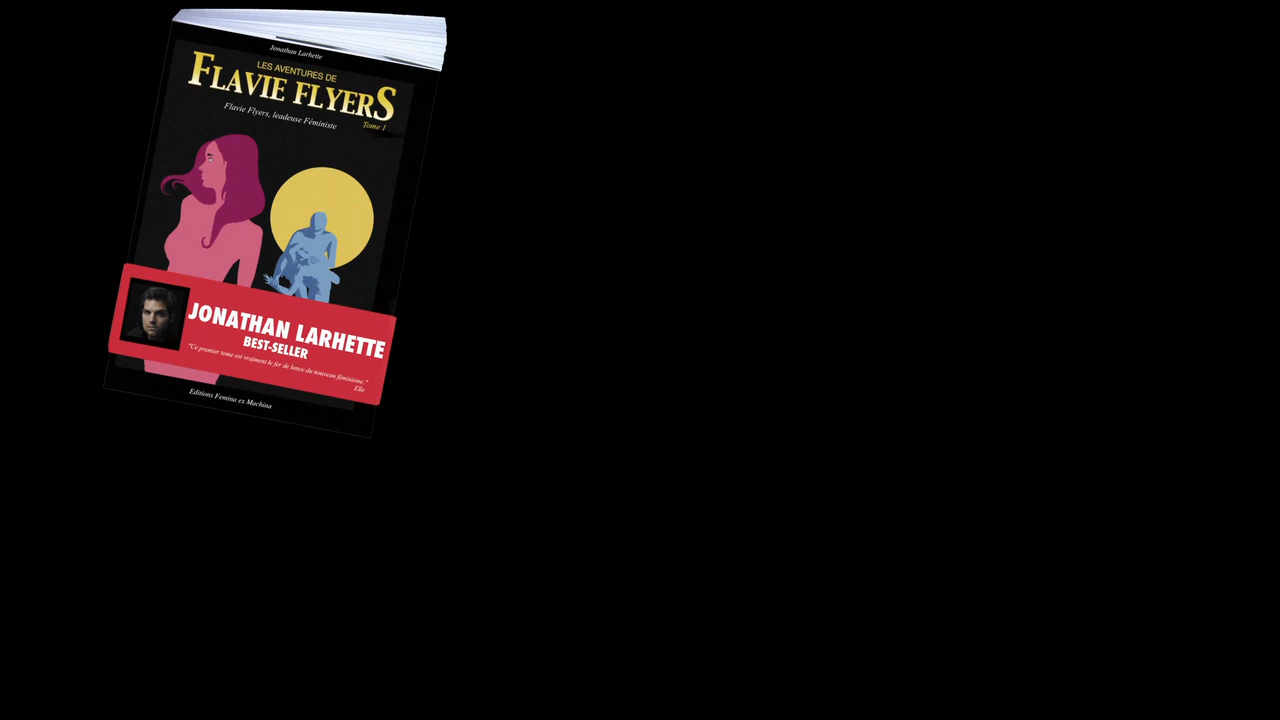 Jonathan Larhette
LES AVENTURES DE
FLAVIE FLYERS
Flavie Flyers, leadeuse Féministe
Tome 1
JONATHAN LARHETTE
BEST-SELLER
"Ce premier tome est vraiment le fer de lance du nouveau féminisme."
Elle
Editions Femina ex Machina